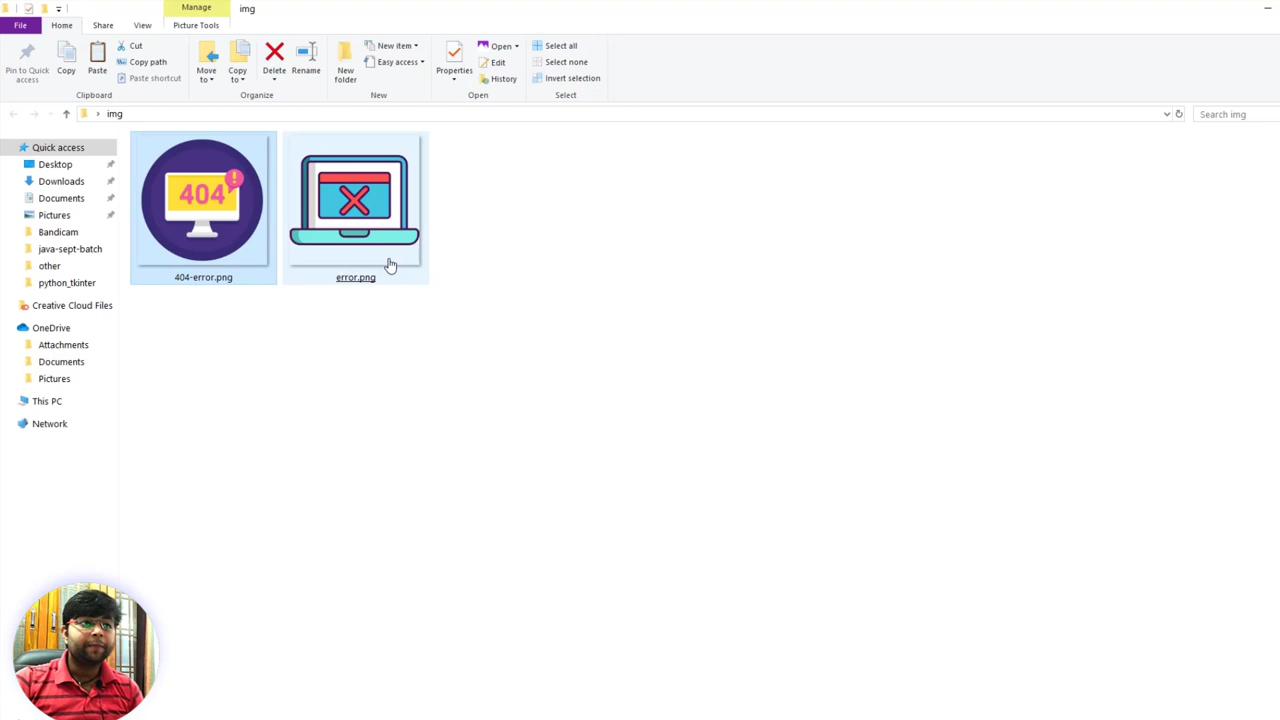 Manage
img
File
Home
Share
View
Picture Tools
Pin to Quick access
Copy
Paste
Cut
Copy path
Paste shortcut
Clipboard
Move to
Copy to
Delete
Rename
Organize
New folder
New item
Easy access
New
Properties
Open
Edit
History
Open
Select all
Select none
Invert selection
Select
img
Search img
Quick access
Desktop
Downloads
Documents
Pictures
Bandicam
java-sept-batch
other
python_tkinter
Creative Cloud Files
OneDrive
Attachments
Documents
Pictures
This PC
Network
404
!
404-error.png
error.png